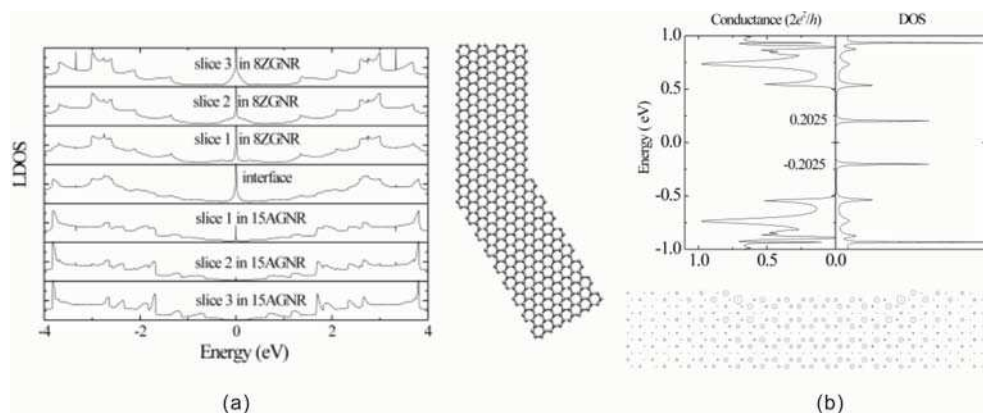 (a)
LDOS
slice 3 in 8ZGNR
slice 2 in 8ZGNR
slice 1 in 8ZGNR
interface
slice 1 in 15AGNR
slice 2 in 15AGNR
slice 3 in 15AGNR
-4 -2 0 2 4
Energy (eV)
(a)
(b)
Conductance (2e²/h) DOS
Energy (eV)
1.0
0.5
0.0
-0.5
-1.0
0.2025
-0.2025
1.0 0.5 0.0
(b)